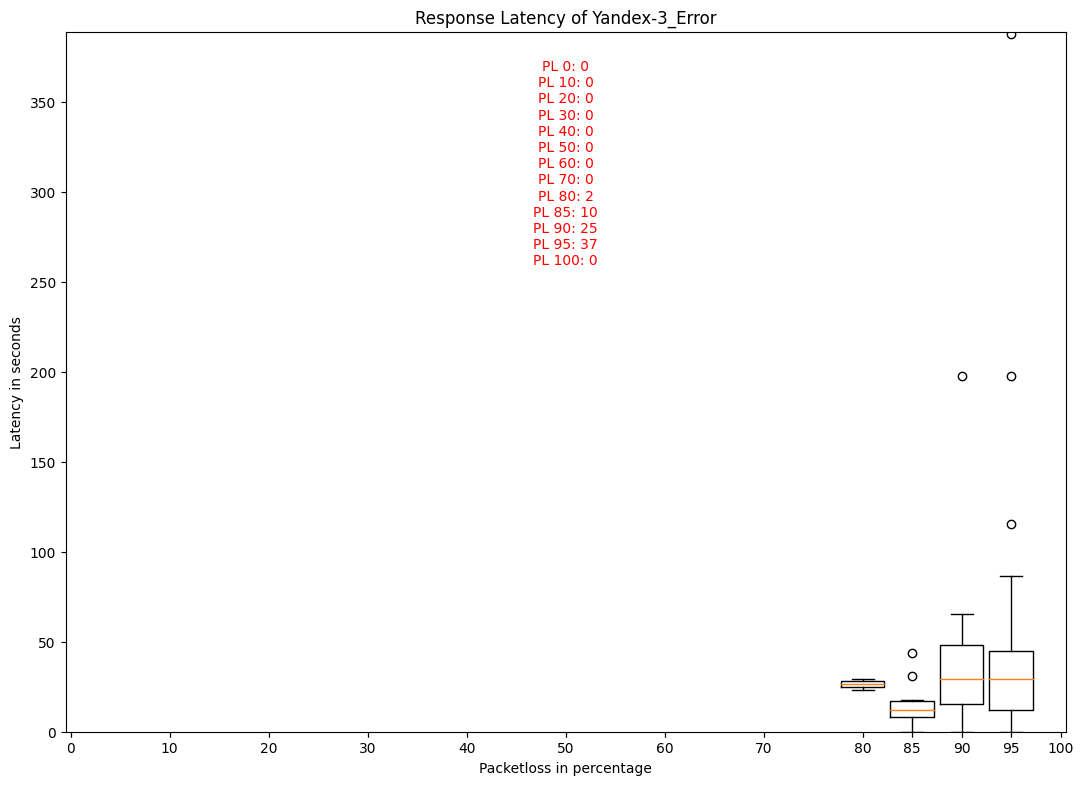 Response Latency of Yandex-3_Error
PL 0: 0
PL 10: 0
PL 20: 0
PL 30: 0
PL 40: 0
PL 50: 0
PL 60: 0
PL 70: 0
PL 80: 2
PL 85: 10
PL 90: 25
PL 95: 37
PL 100: 0
Latency in seconds
350
300
250
200
150
100
50
0
0 10 20 30 40 50 60 70 80 85 90 95 100
Packetloss in percentage